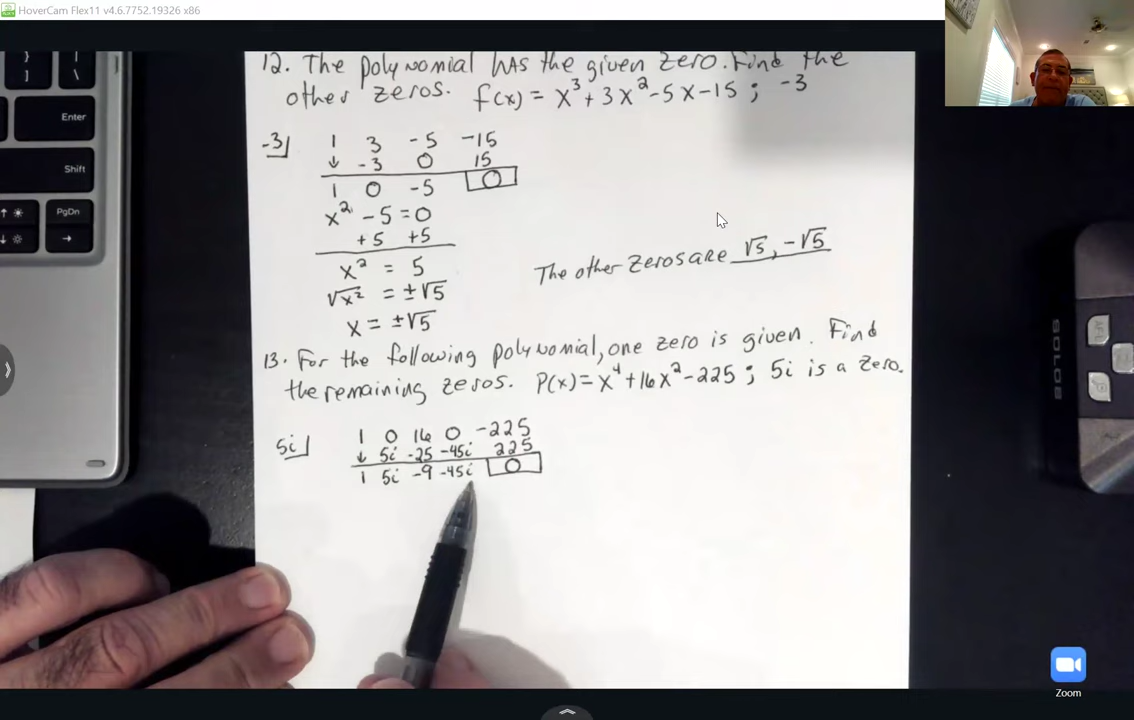 HoverCam Flex11 v4.6.7752.19326 x86
12. The polynomial has the given zero. Find the
other zeros. f(x) = x³ + 3x² - 5x - 15 ; -3
-3| 1 3 -5 -15
↓ -3 0 15
1 0 -5 0
x² - 5 = 0
+5 +5
x² = 5
√x² = ±√5
x = ±√5
The other zeros are √5, -√5
13. For the following polynomial, one zero is given. Find
the remaining zeros. P(x) = x⁴ + 16x² - 225 ; 5i is a zero.
5i| 1 0 16 0 -225
↓ 5i -25 -45i 225
1 5i -9 -45i 0
Enter
Shift
PgDn
SOLO8
AF
Zoom